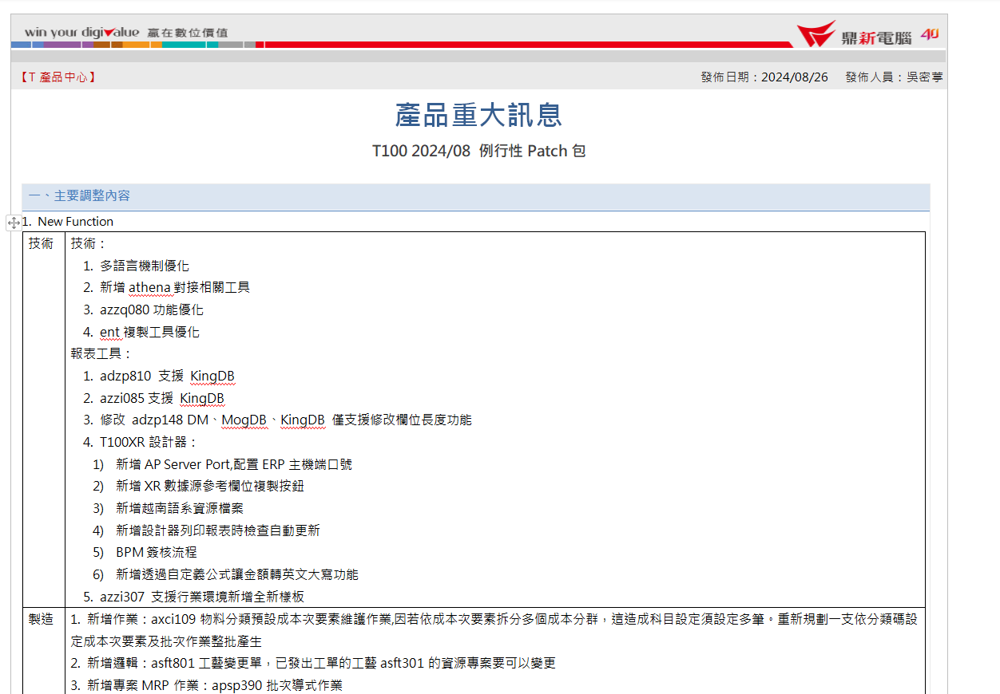 win your digivalue 贏在數位價值
鼎新電腦 40
【T 產品中心】 發佈日期：2024/08/26 發佈人員：吳密葶
產品重大訊息
T100 2024/08 例行性 Patch 包
一、主要調整內容
1. New Function
技術 技術：
1. 多語言機制優化
2. 新增 athena 對接相關工具
3. azzq080 功能優化
4. ent 複製工具優化
報表工具：
1. adzp810 支援 KingDB
2. azzi085 支援 KingDB
3. 修改 adzp148 DM、MogDB、KingDB 僅支援修改欄位長度功能
4. T100XR 設計器：
1) 新增 AP Server Port,配置 ERP 主機端口號
2) 新增 XR 數據源參考欄位複製按鈕
3) 新增越南語系資源檔案
4) 新增設計器列印報表時檢查自動更新
5) BPM 簽核流程
6) 新增透過自定義公式讓金額轉英文大寫功能
5. azzi307 支援行業環境新增全新樣板
製造 1. 新增作業：axci109 物料分類預設成本次要素維護作業,因若依成本次要素拆分多個成本分群，這造成科目設定須設定多筆。重新規劃一支依分類碼設
定成本次要素及批次作業整批產生
2. 新增邏輯：asft801 工藝變更單，已發出工單的工藝 asft301 的資源專案要可以變更
3. 新增專案 MRP 作業：apsp390 批次導式作業